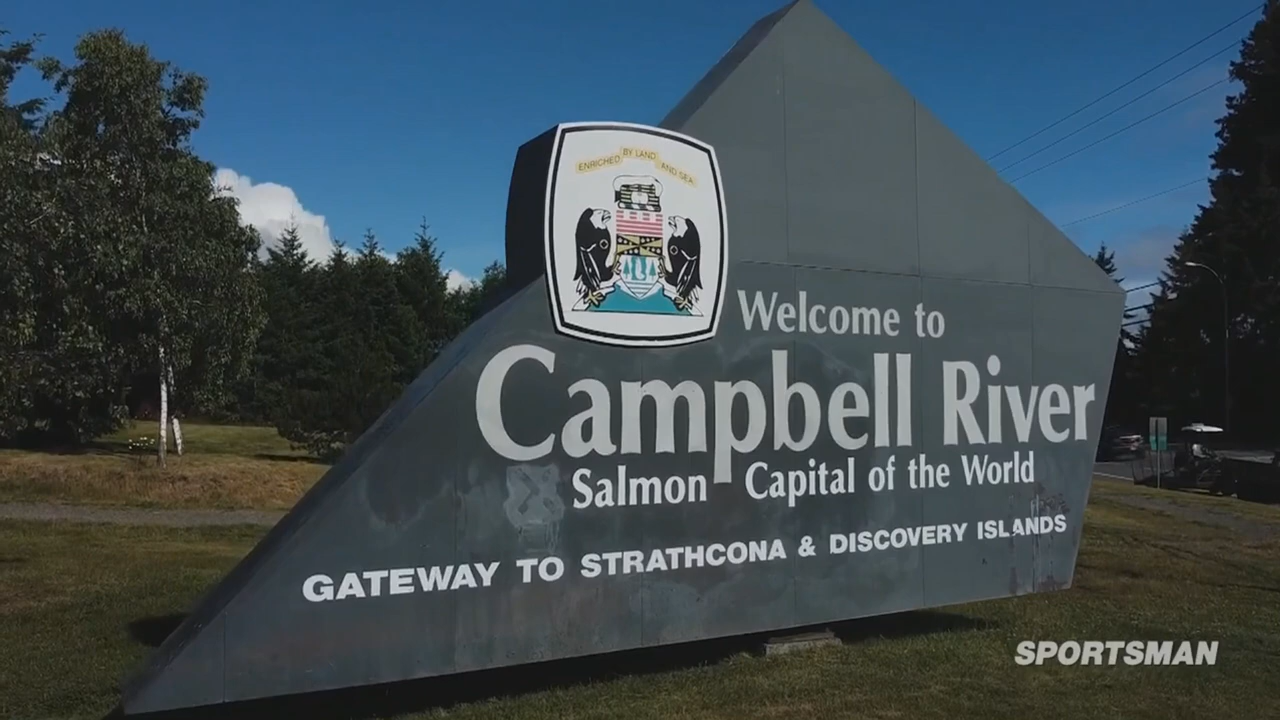 ENRICHED BY LAND AND SEA
Welcome to
Campbell River
Salmon Capital of the World
GATEWAY TO STRATHCONA & DISCOVERY ISLANDS
SPORTSMAN